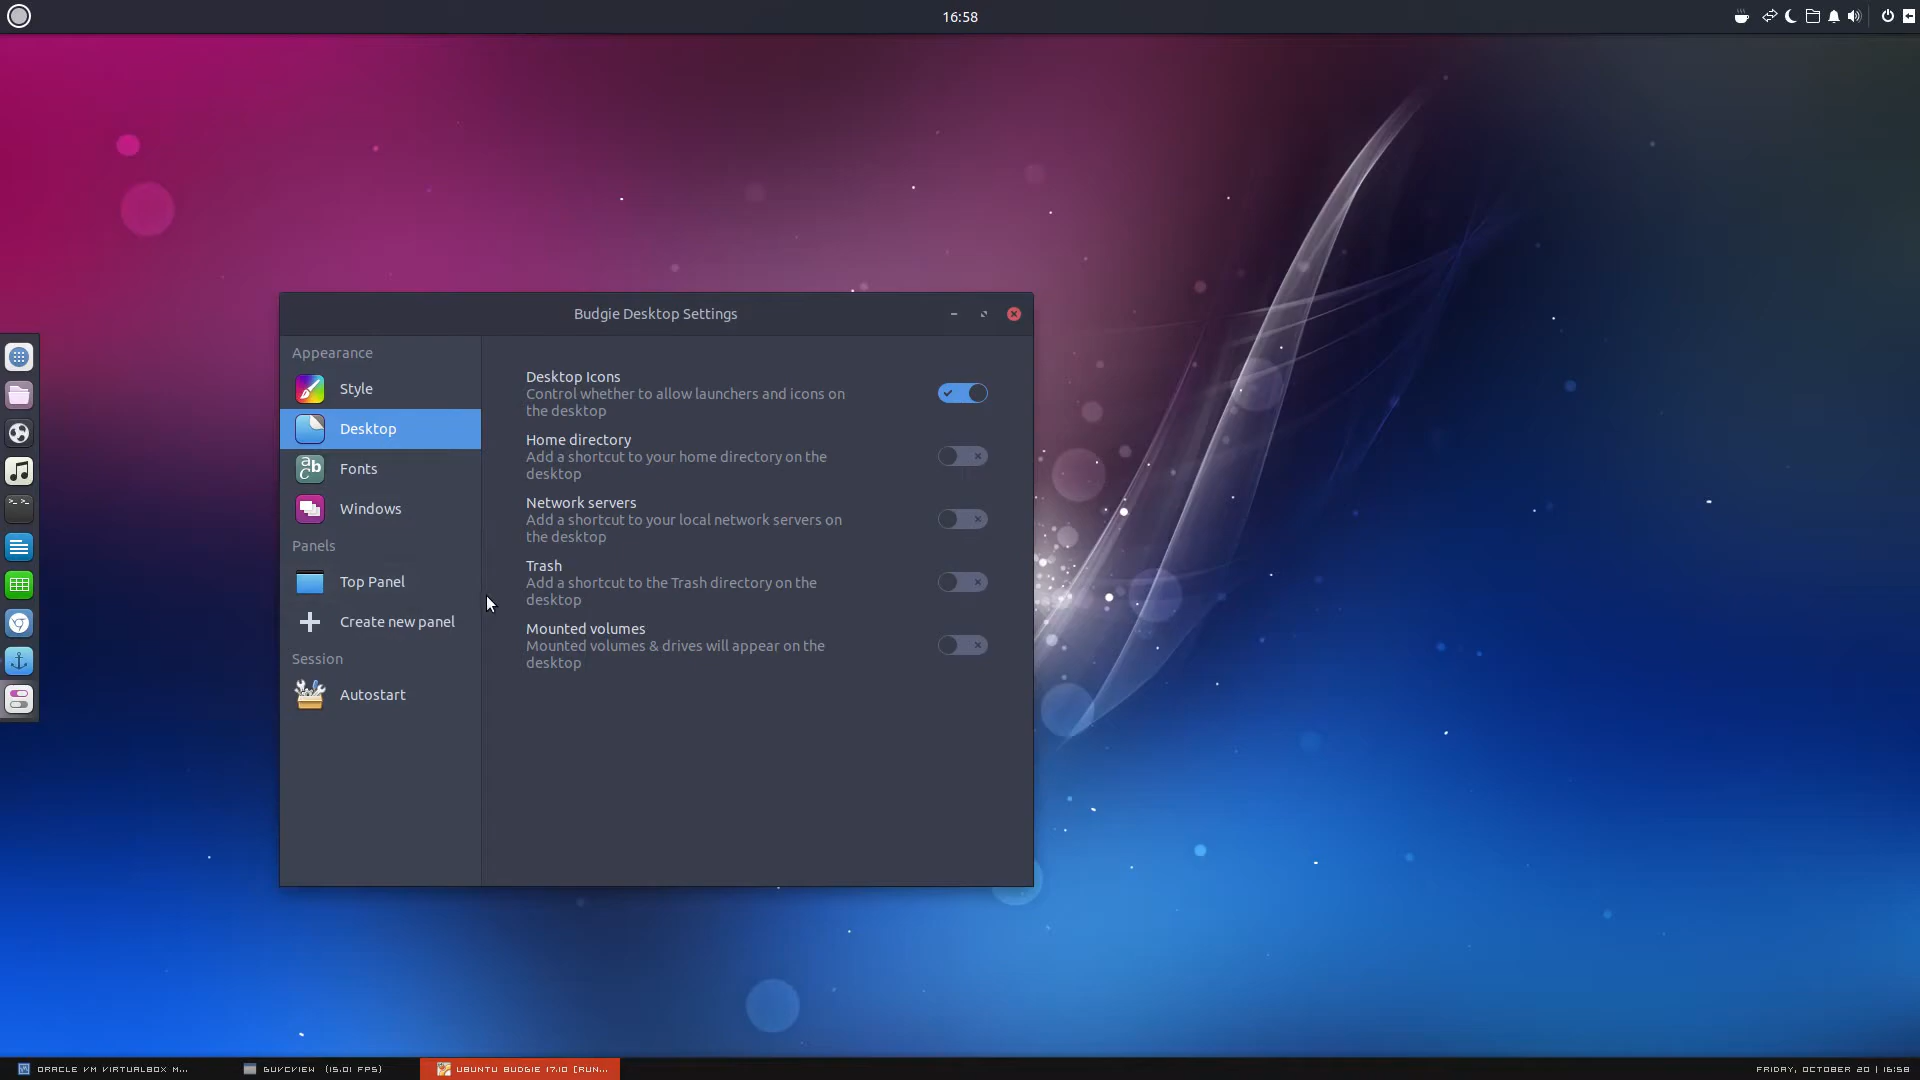 16:58
Budgie Desktop Settings
Appearance
Style
Desktop
Fonts
Windows
Panels
Top Panel
Create new panel
Session
Autostart
Desktop Icons
Control whether to allow launchers and icons on
the desktop
Home directory
Add a shortcut to your home directory on the
desktop
Network servers
Add a shortcut to your local network servers on
the desktop
Trash
Add a shortcut to the Trash directory on the
desktop
Mounted volumes
Mounted volumes & drives will appear on the
desktop
ORACLE VM VIRTUALBOX M...
GUVCVIEW (15.01 FPS)
UBUNTU BUDGIE 17.10 [RUN...
FRIDAY, OCTOBER 20 | 16:58